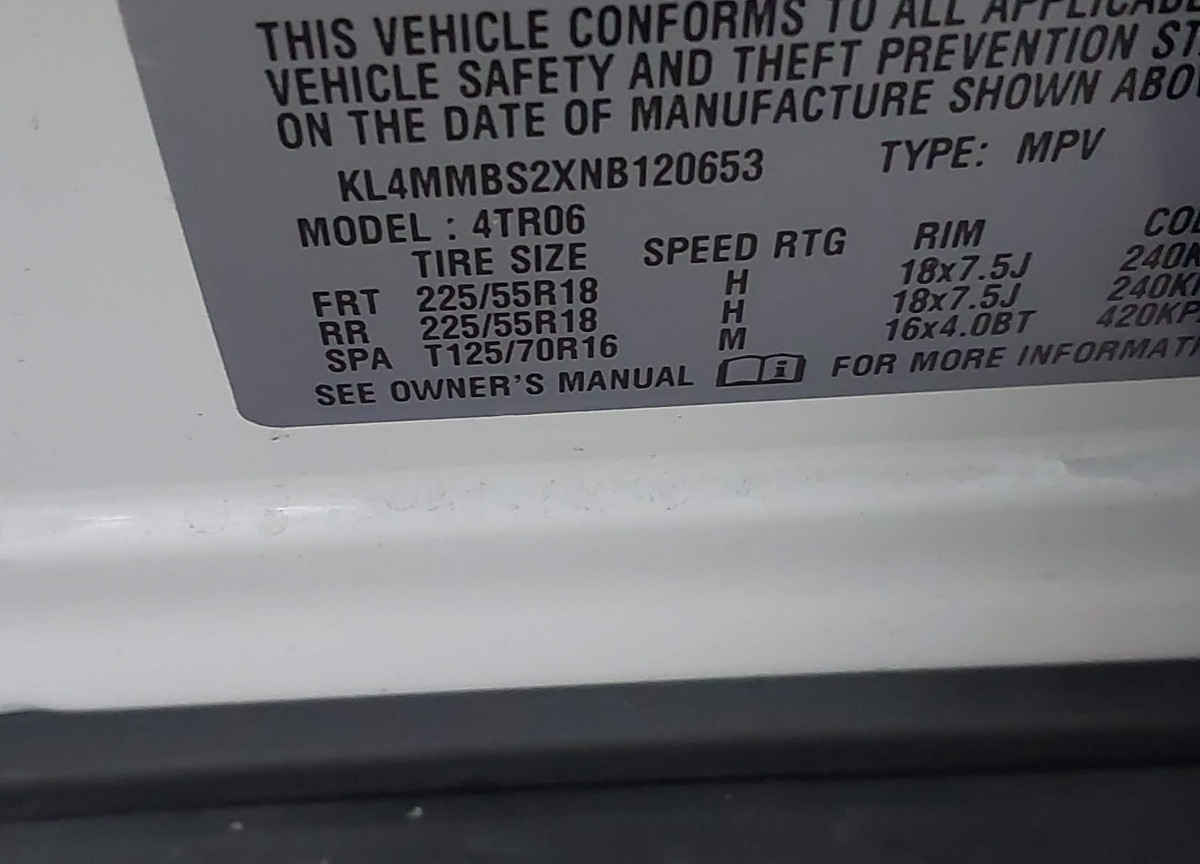 THIS VEHICLE CONFORMS TO ALL
VEHICLE SAFETY AND THEFT PREVENTION
ON THE DATE OF MANUFACTURE SHOWN
KL4MMBS2XNB120653 TYPE: MPV
MODEL : 4TR06
TIRE SIZE SPEED RTG RIM
FRT 225/55R18 H 18x7.5J
RR 225/55R18 H 18x7.5J
SPA T125/70R16 M 16x4.0BT
SEE OWNER'S MANUAL i FOR MORE